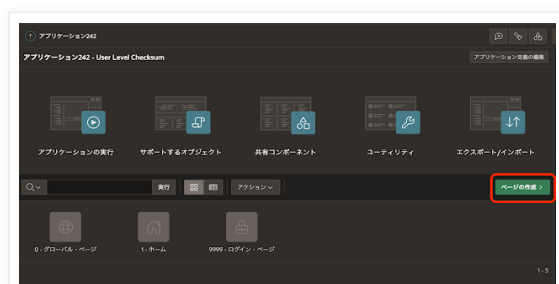 アプリケーション242
アプリケーション242 - User Level Checksum
アプリケーション定義の編集
アプリケーションの実行
サポートするオブジェクト
共有コンポーネント
ユーティリティ
エクスポート/インポート
実行
アクション
ページの作成 >
0 - グローバル・ページ
1 - ホーム
9999 - ログイン・ページ
1 - 3